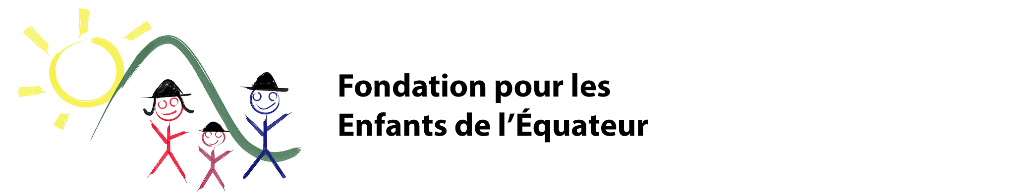 Fondation pour les
Enfants de l’Équateur